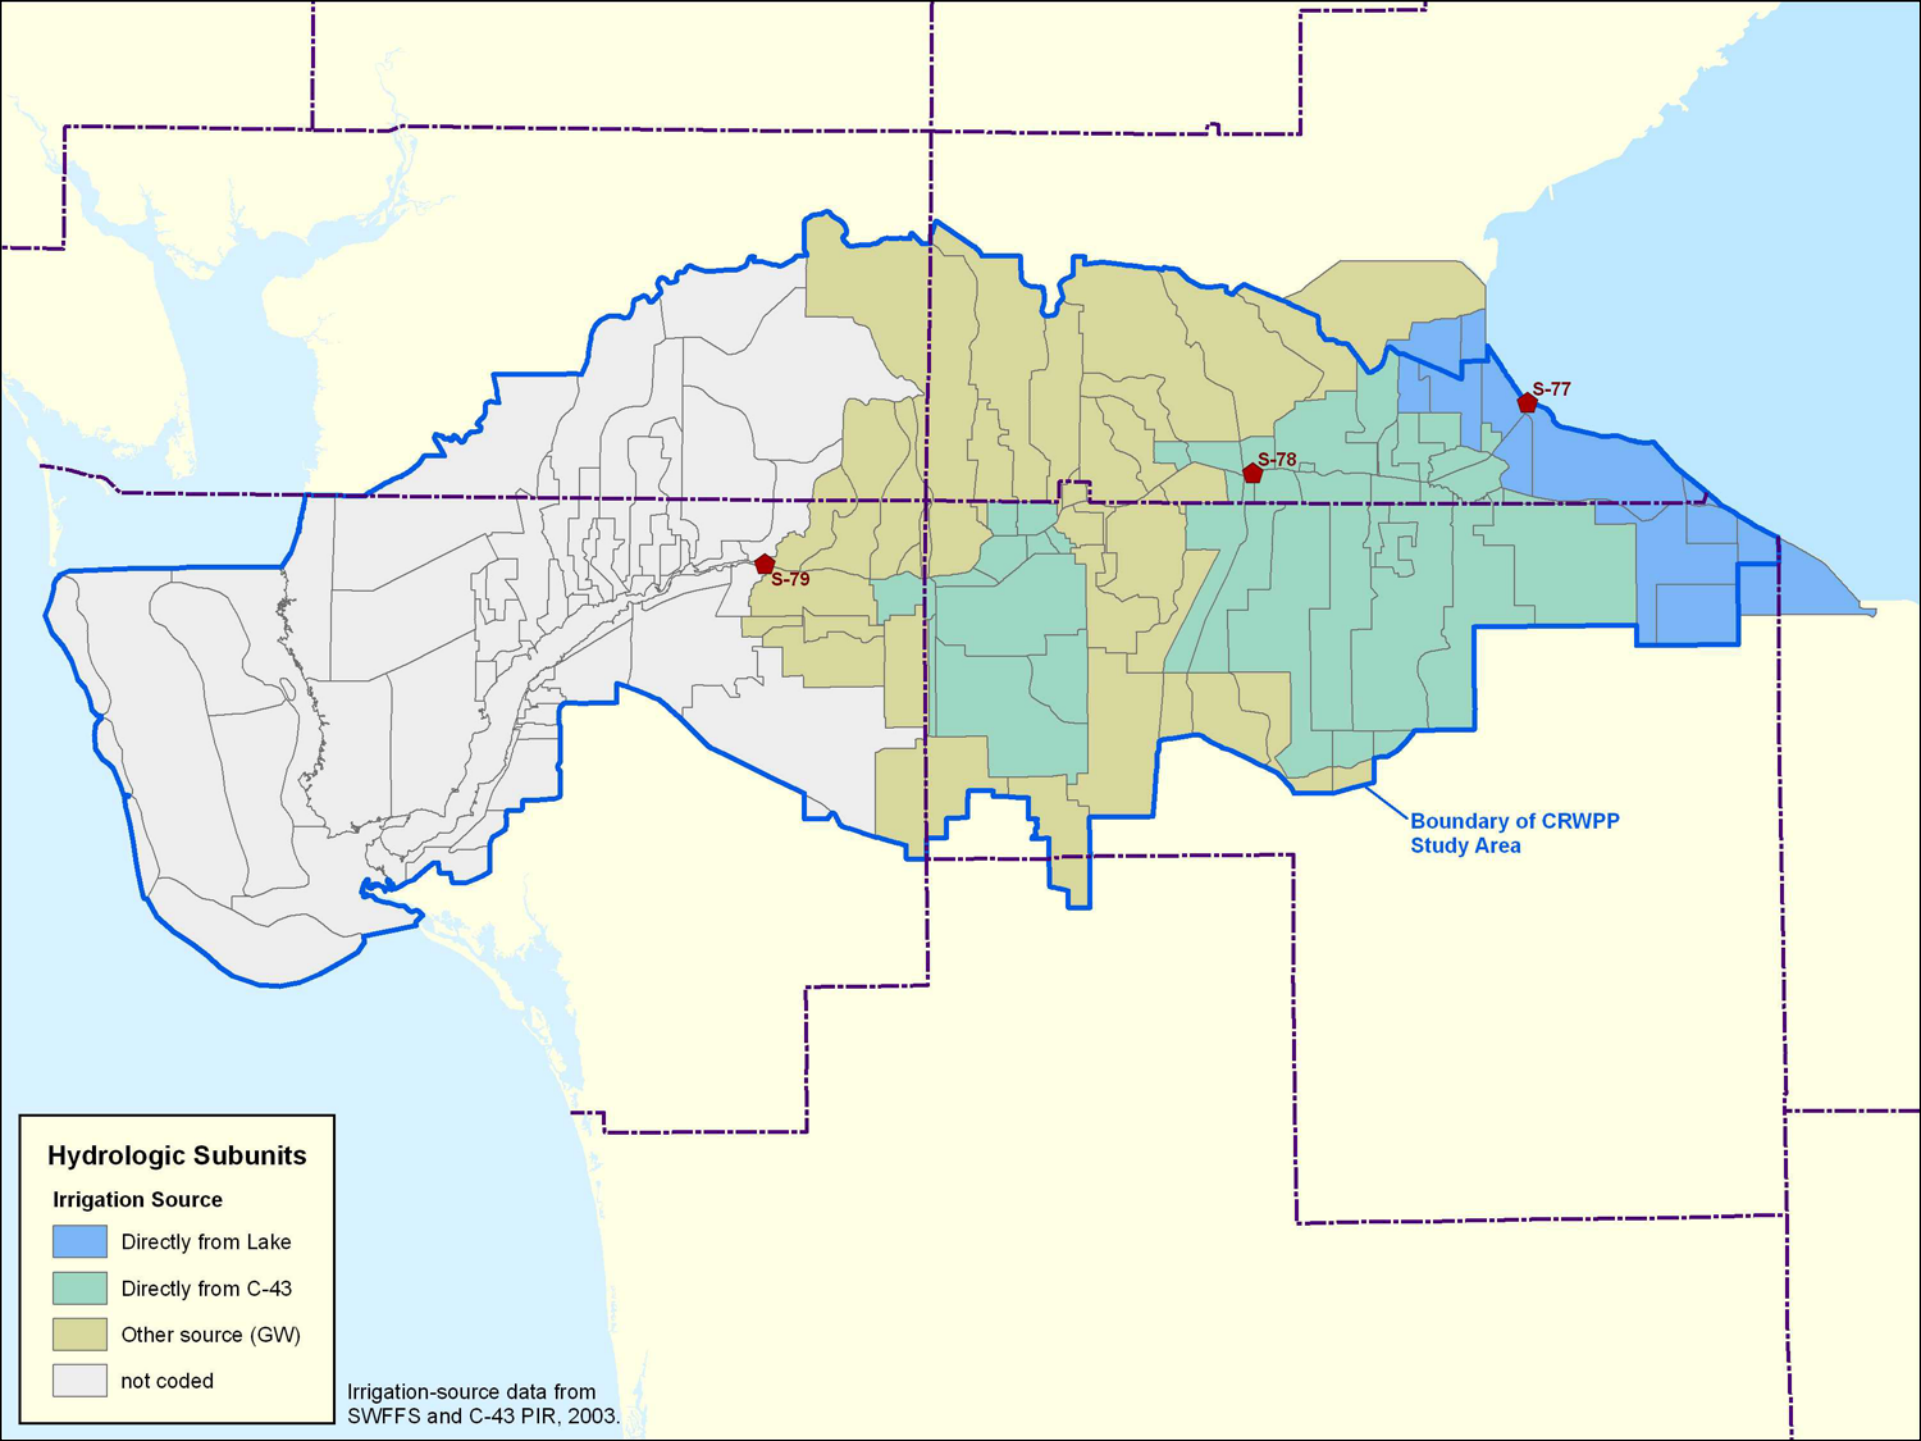 S-77
S-78
S-79
Boundary of CRWPP
Study Area
Hydrologic Subunits
Irrigation Source
Directly from Lake
Directly from C-43
Other source (GW)
not coded
Irrigation-source data from
SWFFS and C-43 PIR, 2003.